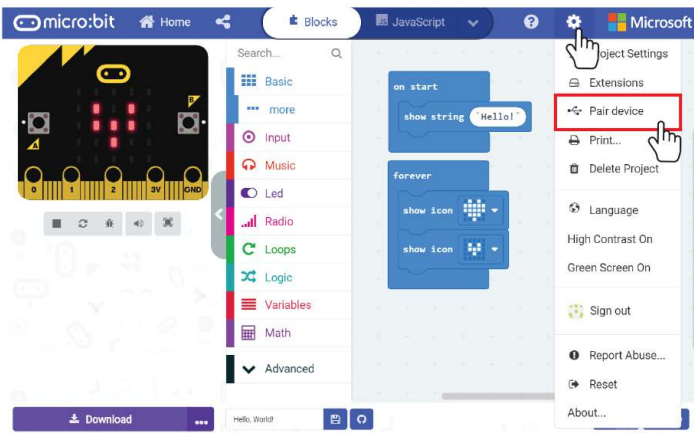 micro:bit
Home
Blocks
JavaScript
?
Microsoft
B
A
0 1 2 3V GND
Search...
Basic
more
Input
Music
Led
Radio
Loops
Logic
Variables
Math
Advanced
on start
show string "Hello!"
forever
show icon
show icon
Project Settings
Extensions
Pair device
Print...
Delete Project
Language
High Contrast On
Green Screen On
Sign out
Report Abuse...
Reset
About...
Download
...
Hello, World!